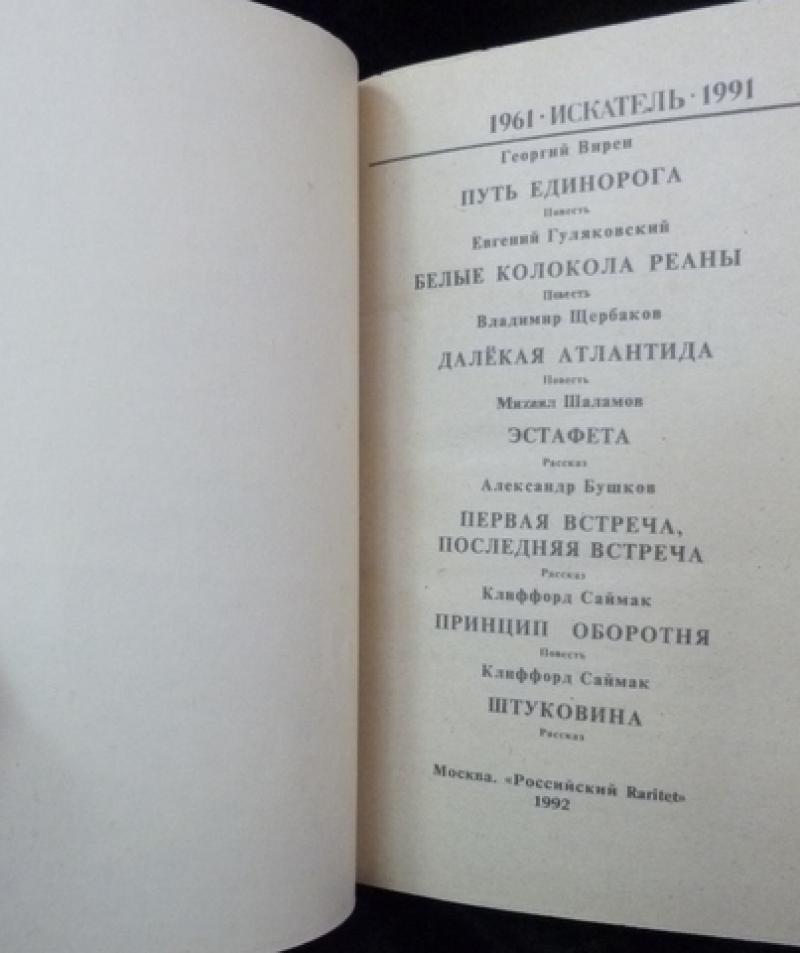 1961 · ИСКАТЕЛЬ · 1991
Георгий Вирен
ПУТЬ ЕДИНОРОГА
Повесть
Евгений Гуляковский
БЕЛЫЕ КОЛОКОЛА РЕАНЫ
Повесть
Владимир Щербаков
ДАЛЁКАЯ АТЛАНТИДА
Повесть
Михаил Шаламов
ЭСТАФЕТА
Рассказ
Александр Бушков
ПЕРВАЯ ВСТРЕЧА,
ПОСЛЕДНЯЯ ВСТРЕЧА
Рассказ
Клиффорд Саймак
ПРИНЦИП ОБОРОТНЯ
Повесть
Клиффорд Саймак
ШТУКОВИНА
Рассказ
Москва. «Российский Raritet»
1992